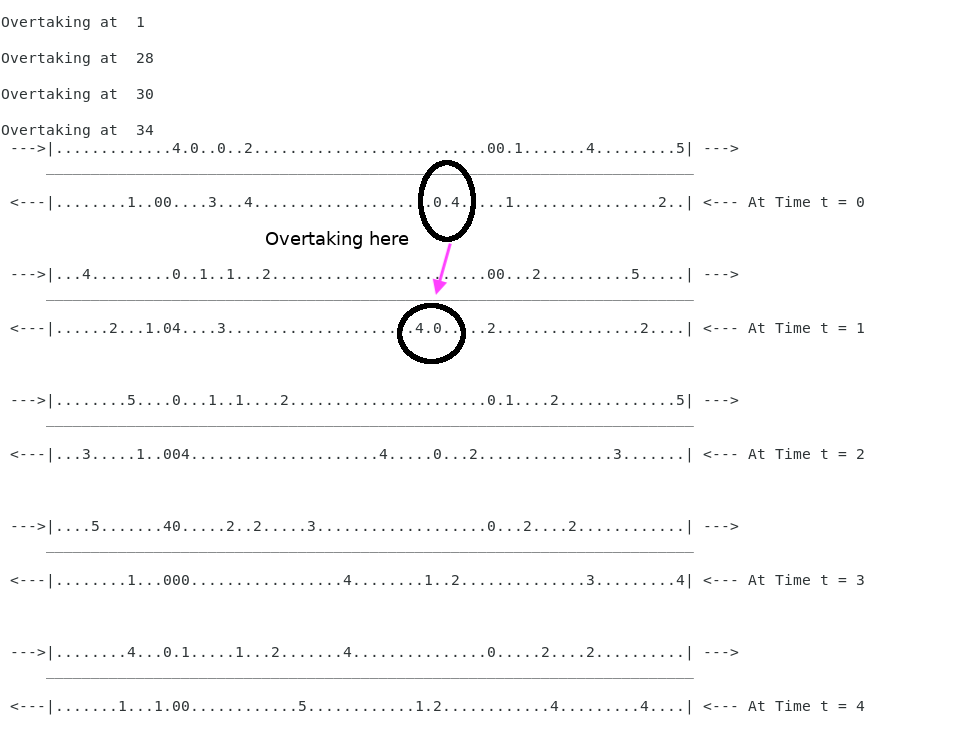 Overtaking at  1
Overtaking at  28
Overtaking at  30
Overtaking at  34
--->|.............4.0..0..2..........................00.1.......4.........5| --->
<---|........1..00....3...4....................0.4.....1................2..| <--- At Time t = 0
Overtaking here
--->|...4.........0..1..1...2........................00...2..........5.....| --->
<---|......2...1.04....3.....................4.0.....2................2....| <--- At Time t = 1
--->|........5....0...1..1....2......................0.1....2.............5| --->
<---|...3.....1..004.....................4.....0...2...............3.......| <--- At Time t = 2
--->|....5.......40.....2..2.....3...................0...2....2............| --->
<---|........1...000.................4........1..2..............3.........4| <--- At Time t = 3
--->|........4...0.1.....1...2.......4...............0.....2....2..........| --->
<---|.......1...1.00............5............1.2............4.........4....| <--- At Time t = 4